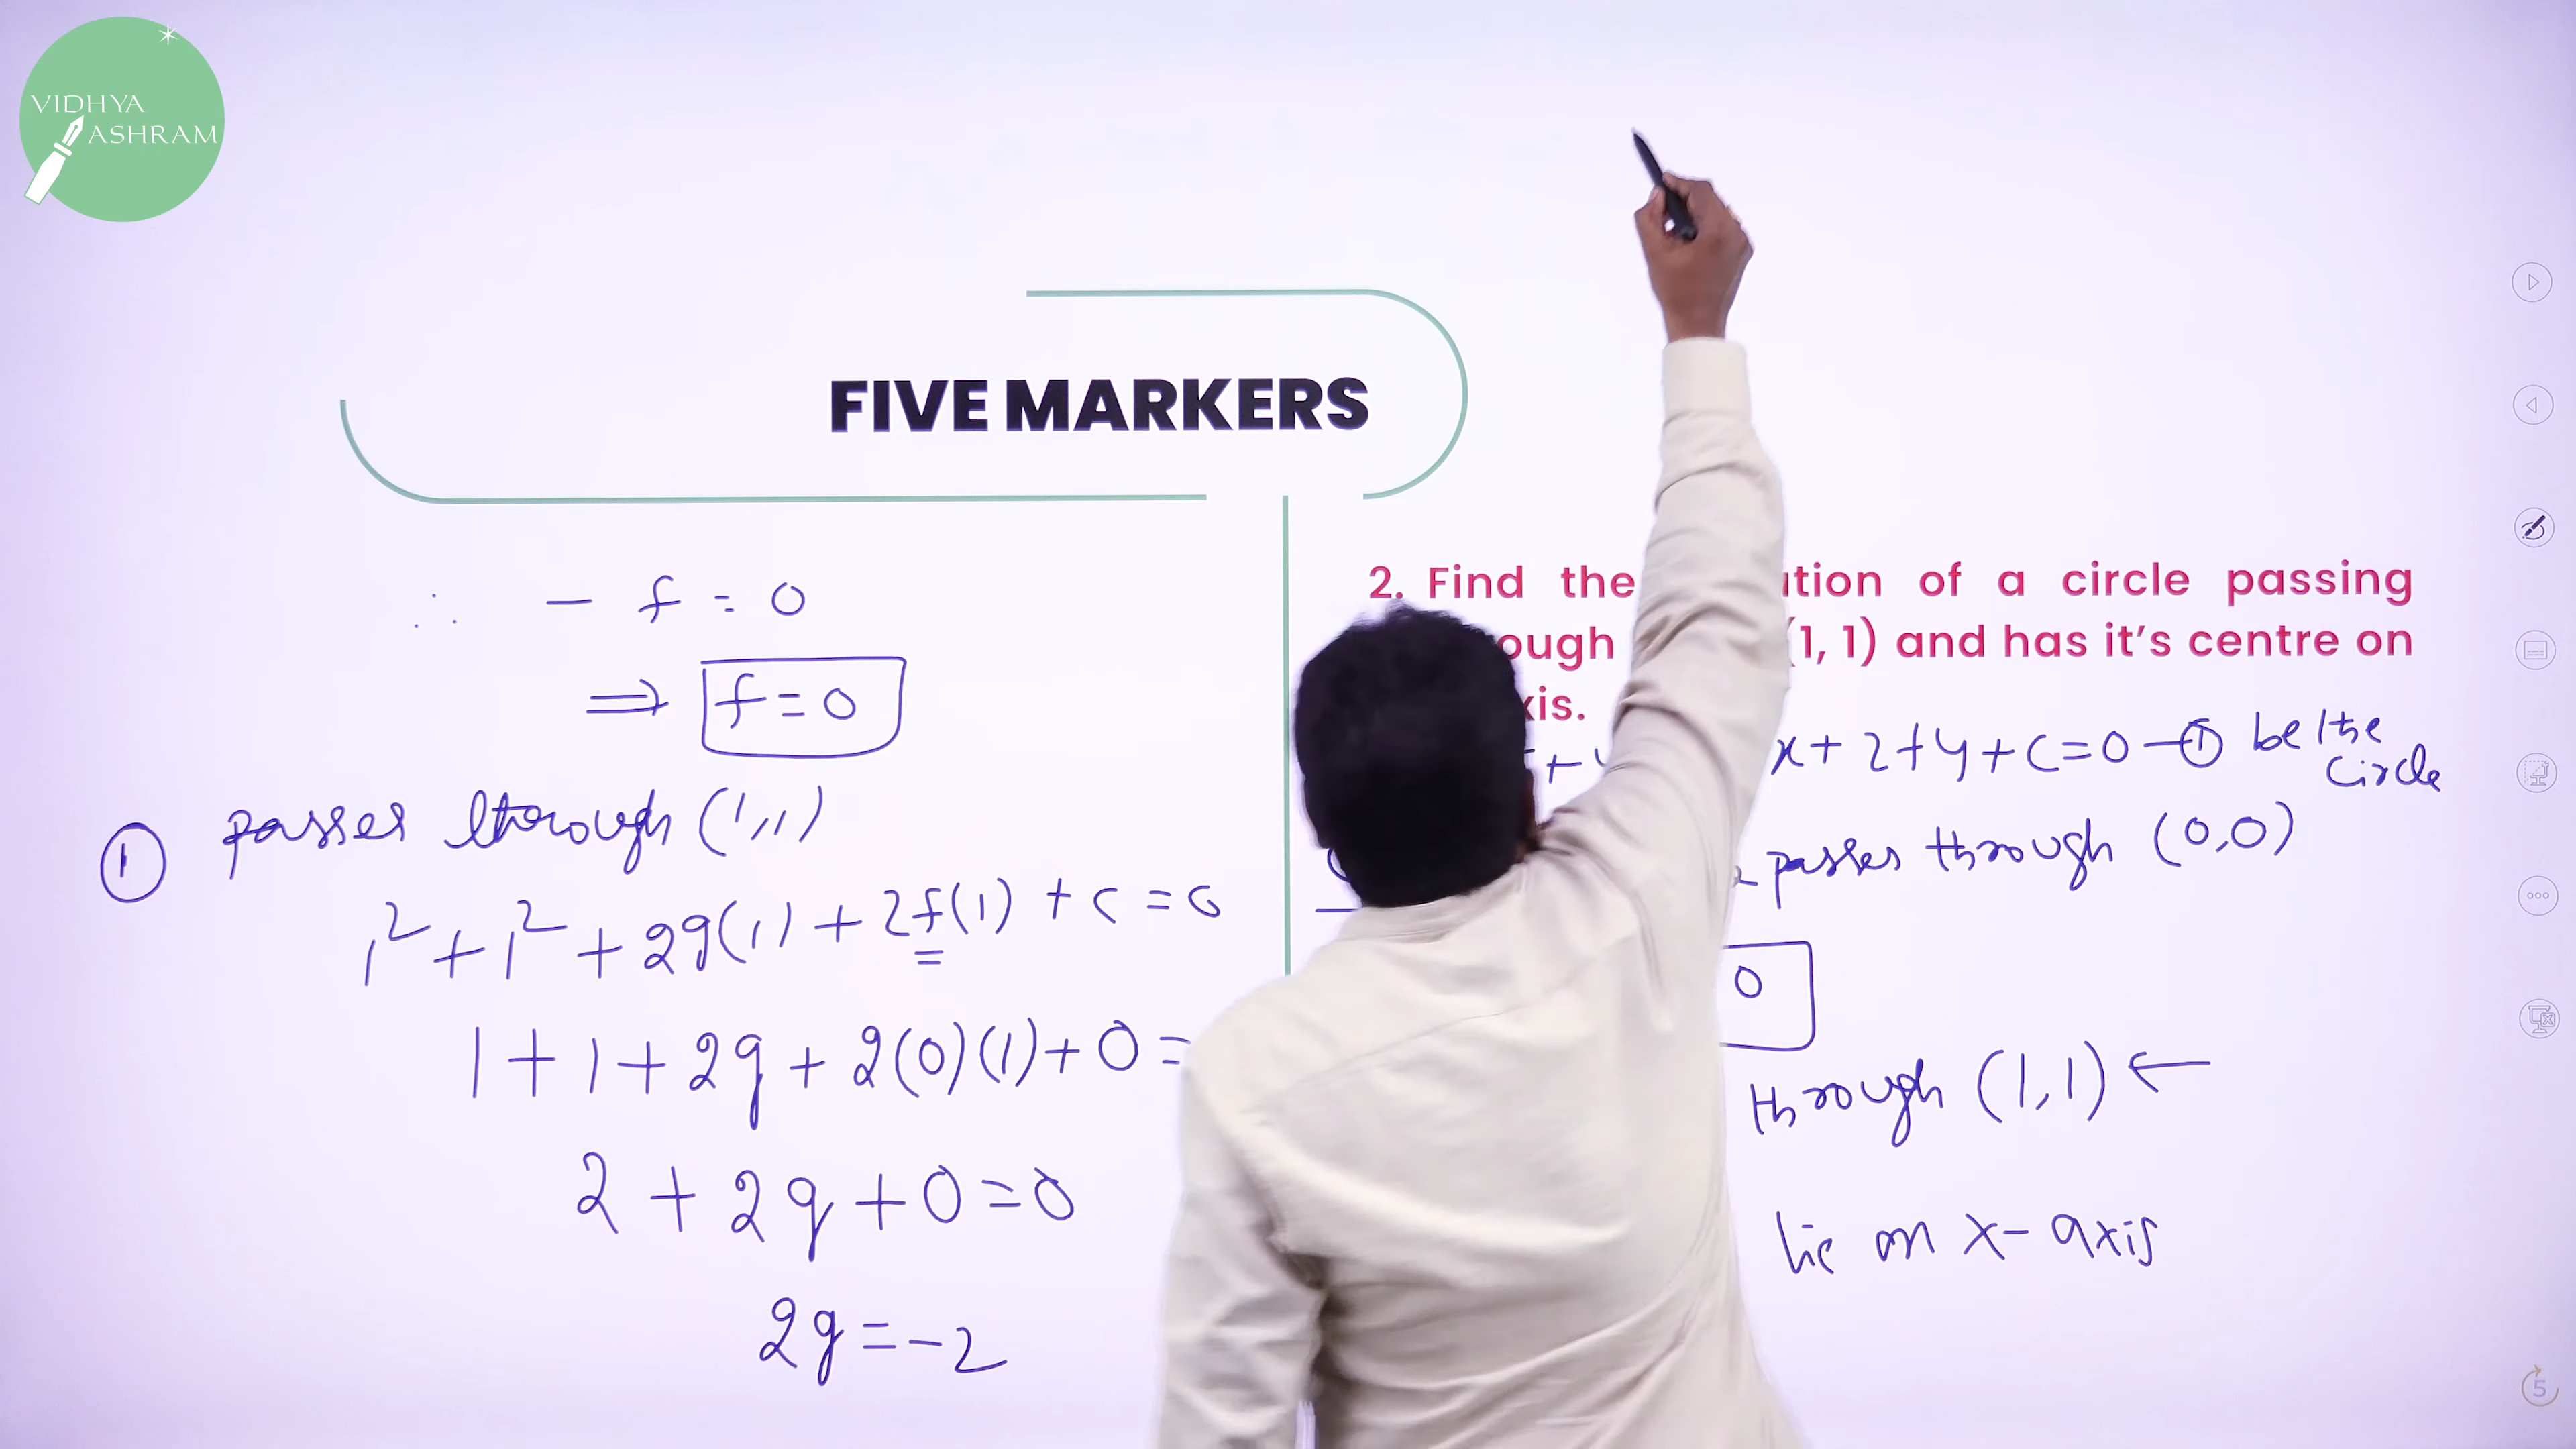 VIDHYA
ASHRAM
FIVE MARKERS
∴ - f = 0
⇒ f = 0
① passes through (1,1)
1² + 1² + 2g(1) + 2f(1) + c = 0
1 + 1 + 2g + 2(0)(1) + 0 =
2 + 2g + 0 = 0
2g = -2
2. Find the of a circle passing
(1, 1) and has it's centre on
x + 2fy + c = 0 — ① be the
circle
passes through (0,0)
0
through (1,1) ←
lie on x-axis
5